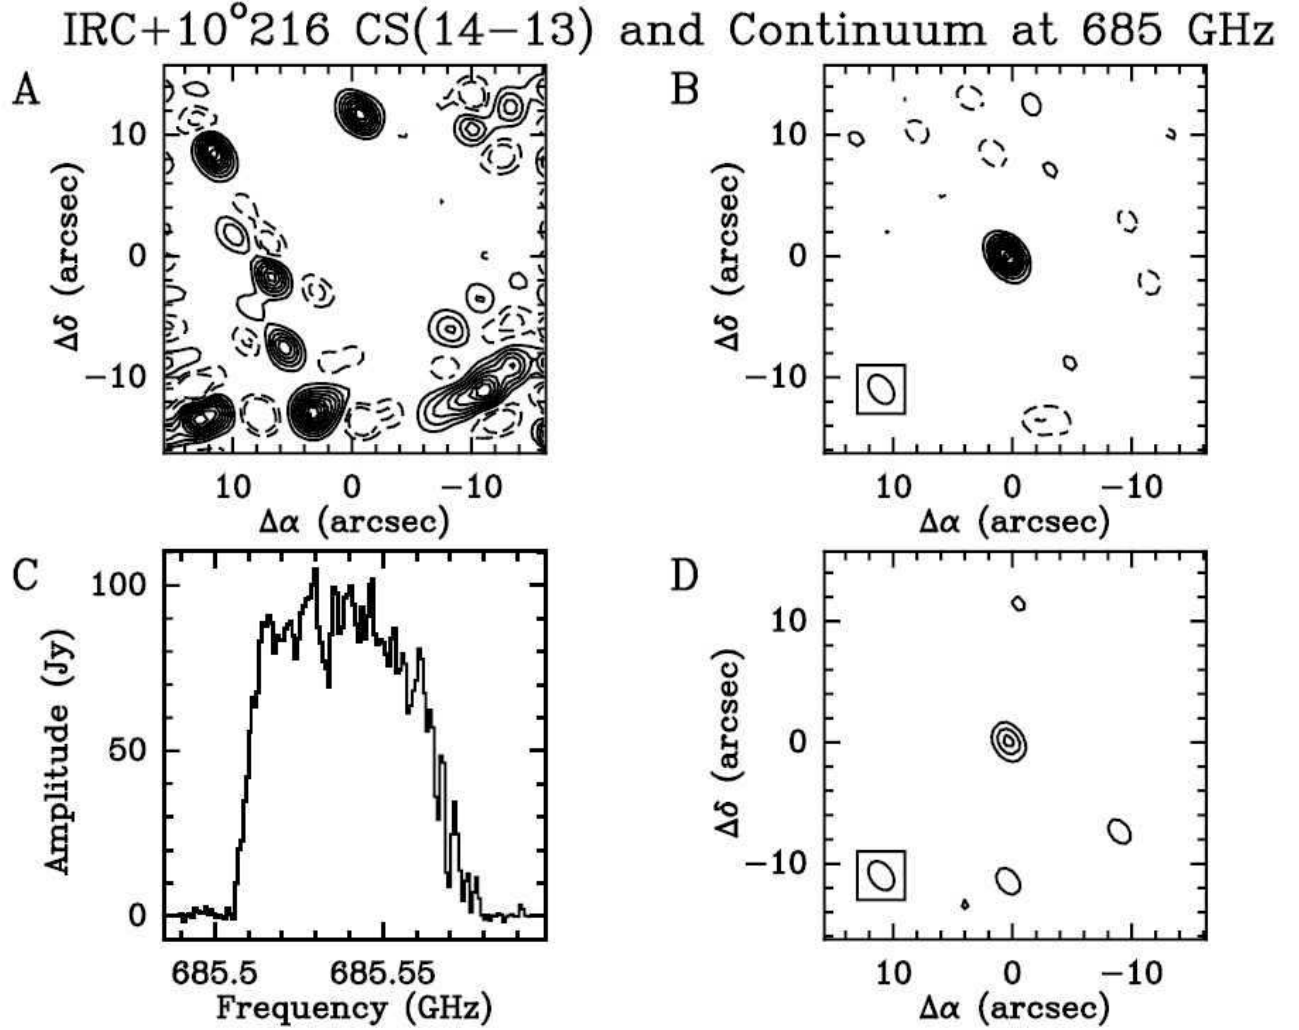 IRC+10°216 CS(14−13) and Continuum at 685 GHz
A
10
0
−10
Δδ (arcsec)
10 0 −10
Δα (arcsec)
B
10
0
−10
Δδ (arcsec)
10 0 −10
Δα (arcsec)
C
100
50
0
Amplitude (Jy)
685.5 685.55
Frequency (GHz)
D
10
0
−10
Δδ (arcsec)
10 0 −10
Δα (arcsec)